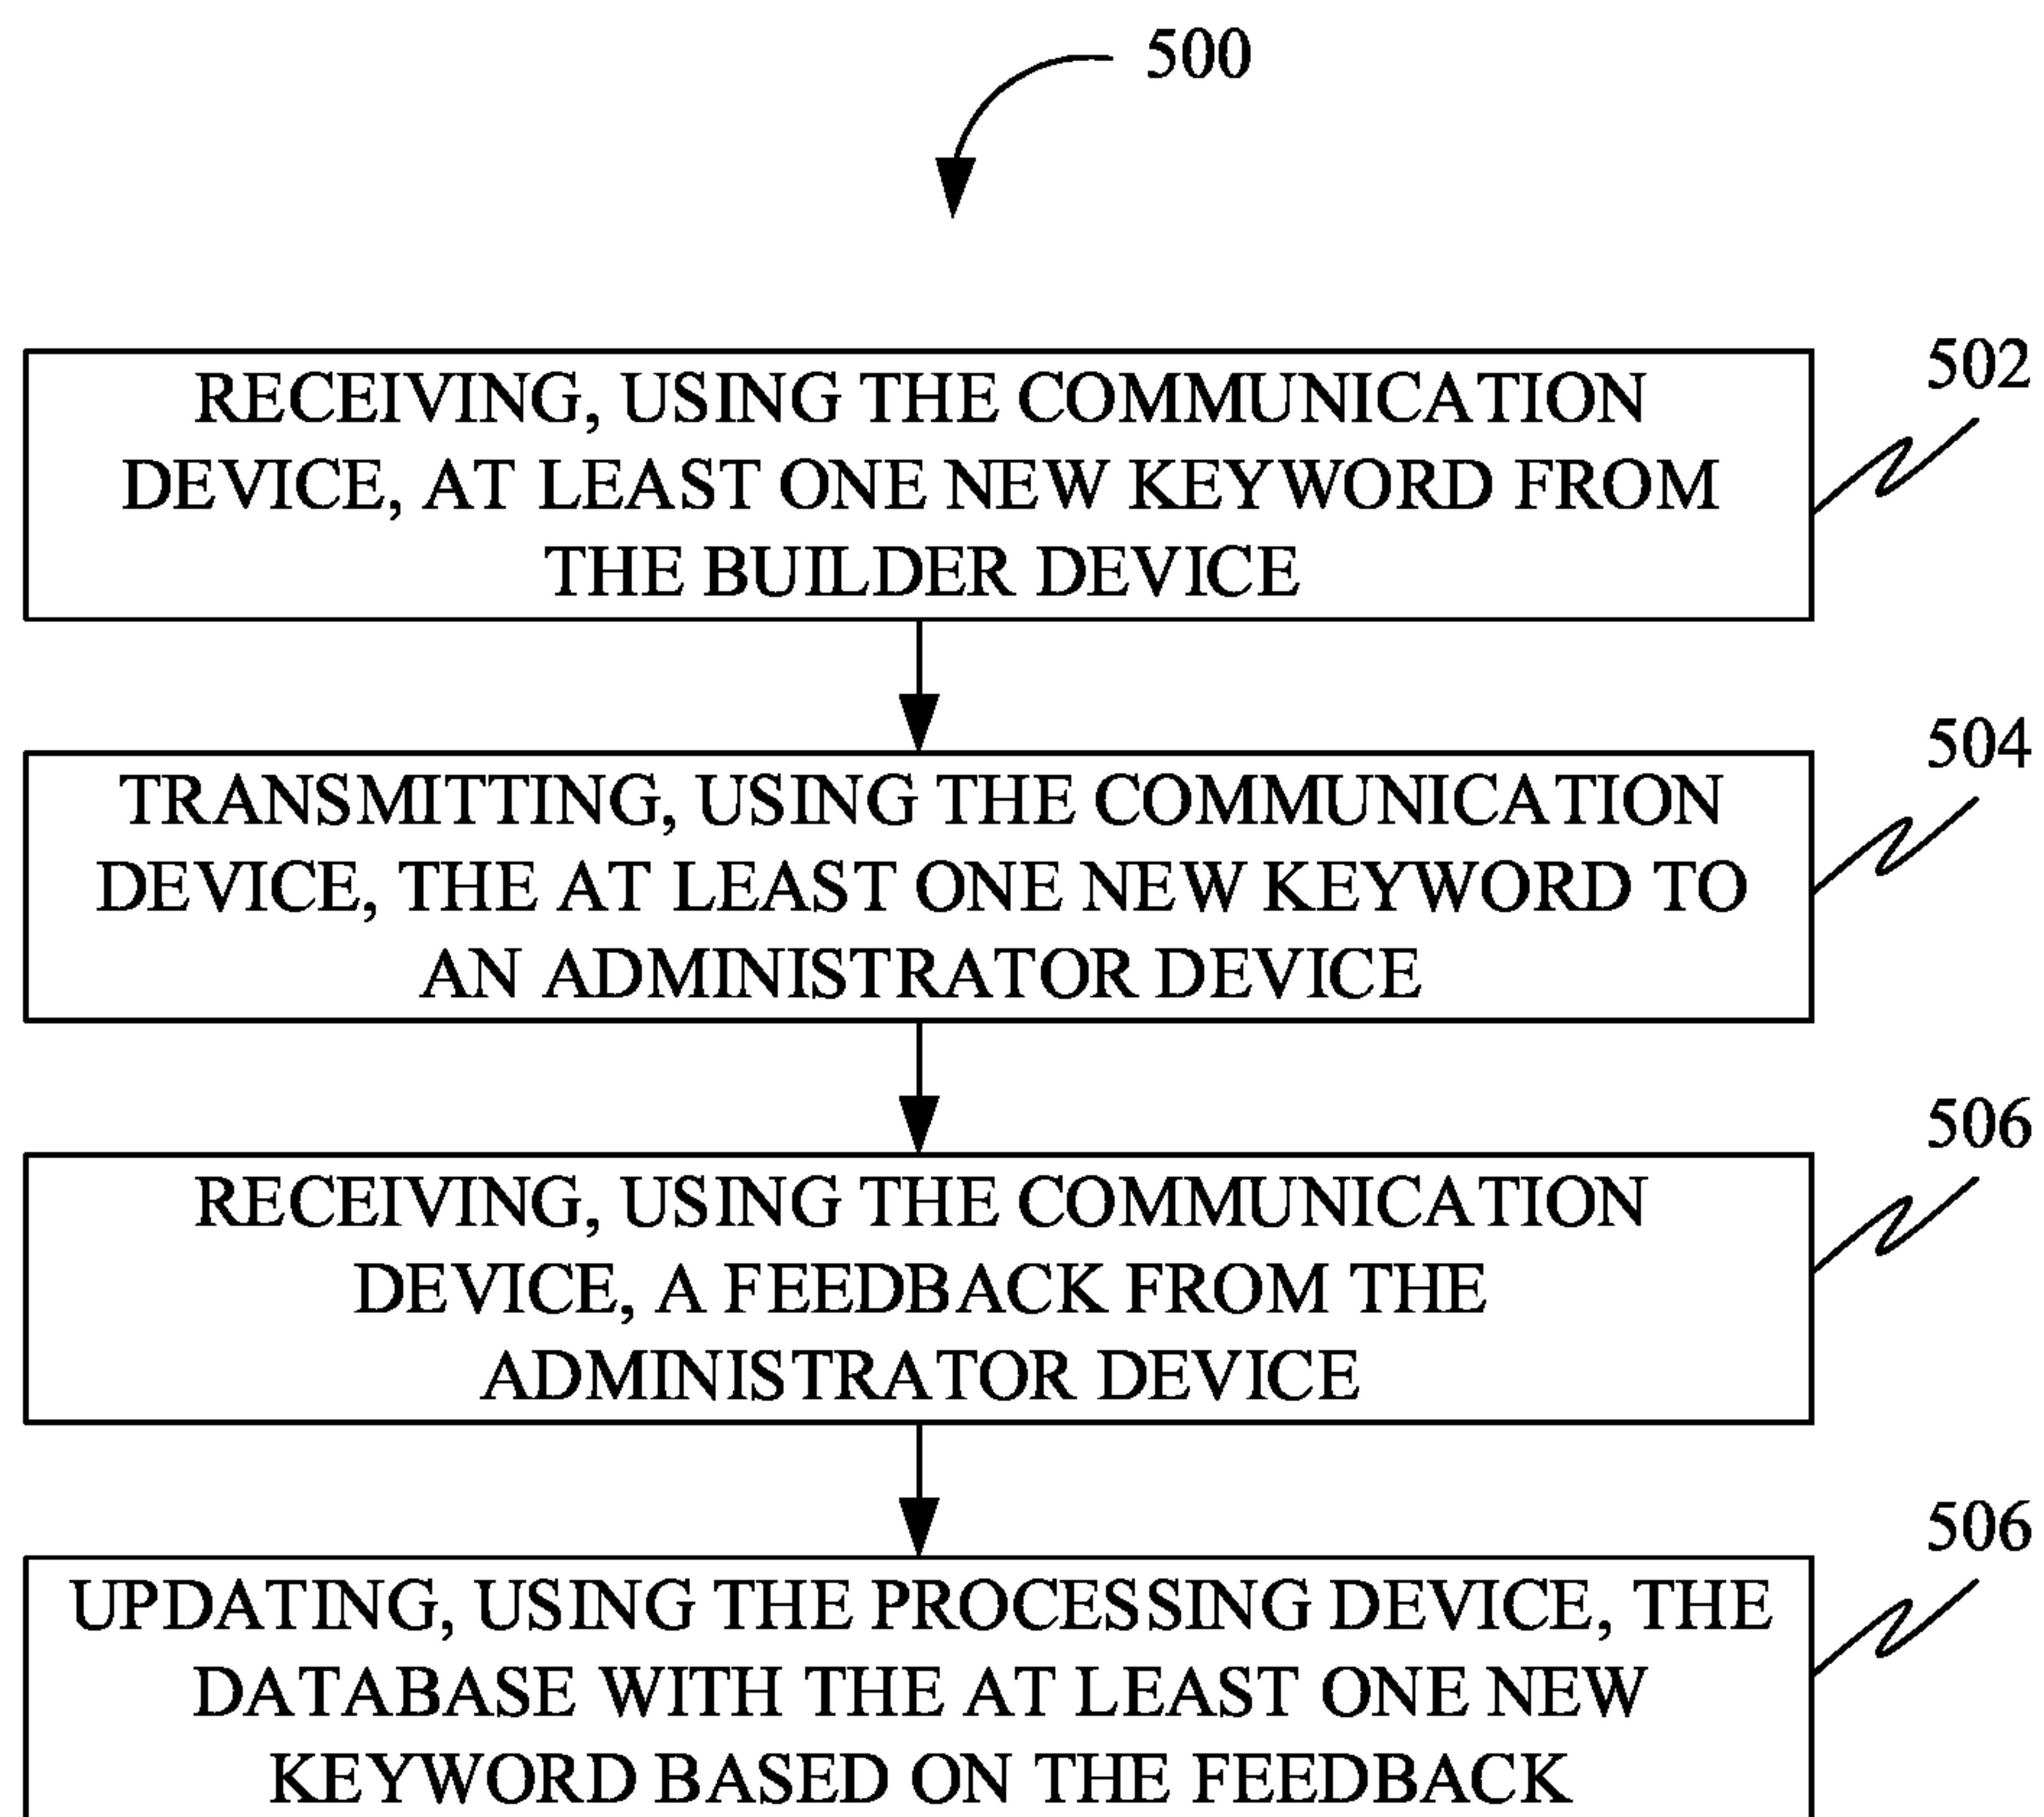 500
502
RECEIVING, USING THE COMMUNICATION
DEVICE, AT LEAST ONE NEW KEYWORD FROM
THE BUILDER DEVICE
504
TRANSMITTING, USING THE COMMUNICATION
DEVICE, THE AT LEAST ONE NEW KEYWORD TO
AN ADMINISTRATOR DEVICE
506
RECEIVING, USING THE COMMUNICATION
DEVICE, A FEEDBACK FROM THE
ADMINISTRATOR DEVICE
506
UPDATING, USING THE PROCESSING DEVICE, THE
DATABASE WITH THE AT LEAST ONE NEW
KEYWORD BASED ON THE FEEDBACK